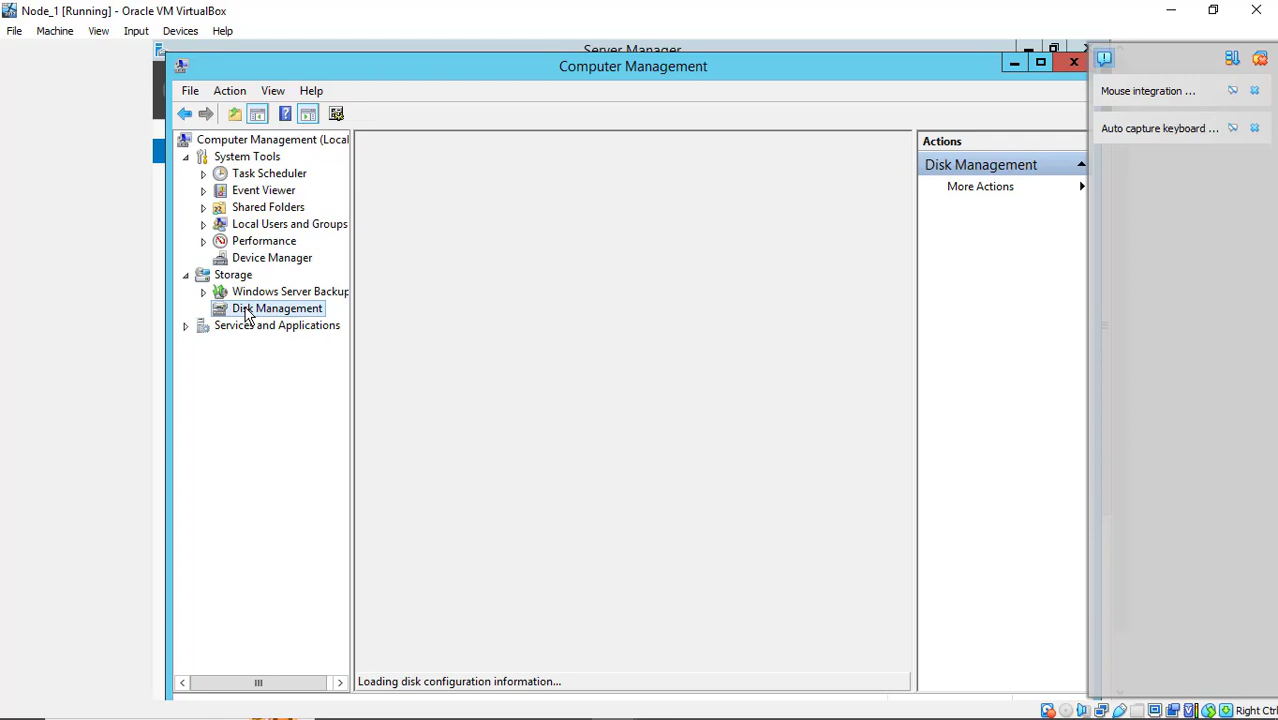 Node_1 [Running] - Oracle VM VirtualBox
File Machine View Input Devices Help
Server Manager
Computer Management
File Action View Help
Computer Management (Local
System Tools
Task Scheduler
Event Viewer
Shared Folders
Local Users and Groups
Performance
Device Manager
Storage
Windows Server Backup
Disk Management
Services and Applications
Loading disk configuration information...
Actions
Disk Management
More Actions
Mouse integration ...
Auto capture keyboard ...
Right Ctrl